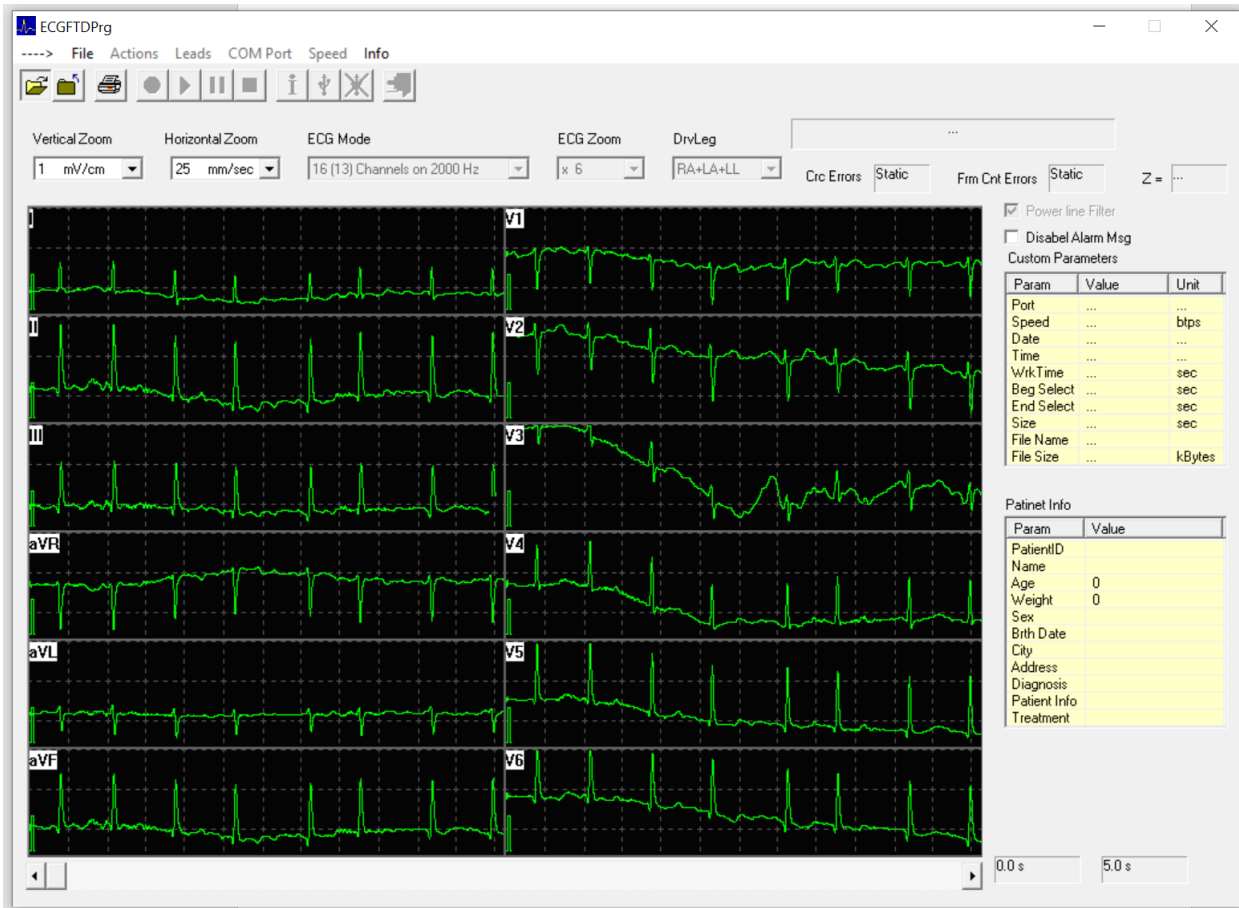 ECGFTDPrg
----> File Actions Leads COM Port Speed Info
Vertical Zoom Horizontal Zoom ECG Mode ECG Zoom DrvLeg ...
1 mV/cm 25 mm/sec 16 (13) Channels on 2000 Hz x 6 RA+LA+LL
Crc Errors Static Frm Cnt Errors Static Z = ...
Power line Filter
Disabel Alarm Msg
Custom Parameters
Param Value Unit
Port ... ...
Speed ... btps
Date ... ...
Time ... ...
WrkTime ... sec
Beg Select ... sec
End Select ... sec
Size ... sec
File Name ...
File Size ... kBytes
Patinet Info
Param Value
PatientID
Name
Age 0
Weight 0
Sex
Brth Date
City
Address
Diagnosis
Patient Info
Treatment
I V1
II V2
III V3
aVR V4
aVL V5
aVF V6
0.0 s 5.0 s